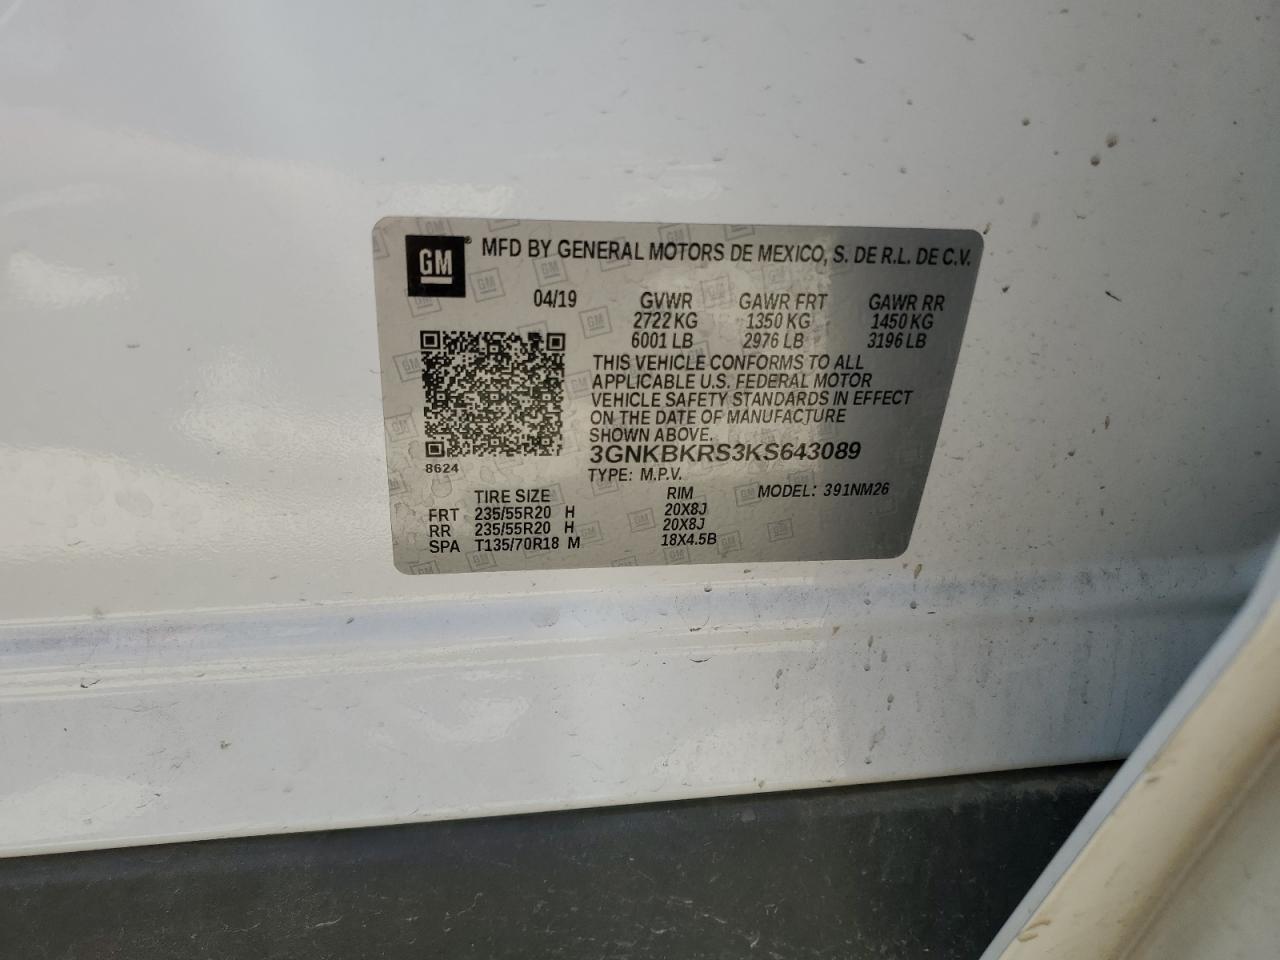 GM® MFD BY GENERAL MOTORS DE MEXICO, S. DE R.L. DE C.V.
04/19 GVWR GAWR FRT GAWR RR
2722 KG 1350 KG 1450 KG
6001 LB 2976 LB 3196 LB
THIS VEHICLE CONFORMS TO ALL
APPLICABLE U.S. FEDERAL MOTOR
VEHICLE SAFETY STANDARDS IN EFFECT
ON THE DATE OF MANUFACTURE
SHOWN ABOVE.
3GNKBKRS3KS643089
8624
TYPE: M.P.V.
TIRE SIZE RIM MODEL: 391NM26
FRT 235/55R20 H 20X8J
RR 235/55R20 H 20X8J
SPA T135/70R18 M 18X4.5B